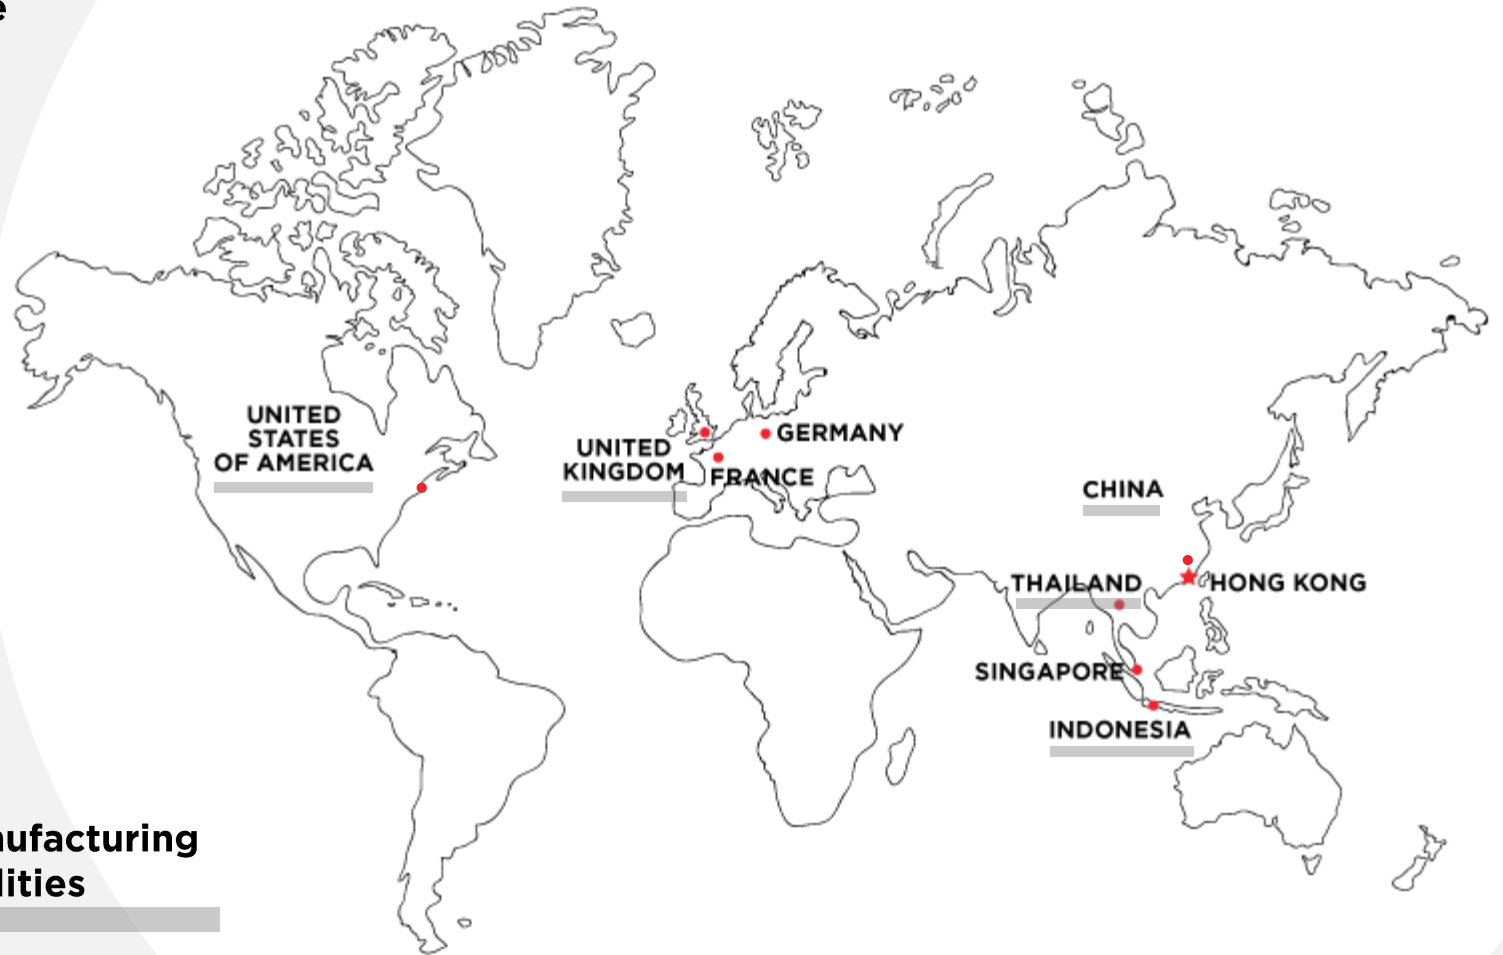 e
UNITED
STATES
OF AMERICA
UNITED
KINGDOM
GERMANY
FRANCE
CHINA
THAILAND
HONG KONG
SINGAPORE
INDONESIA
nufacturing
lities